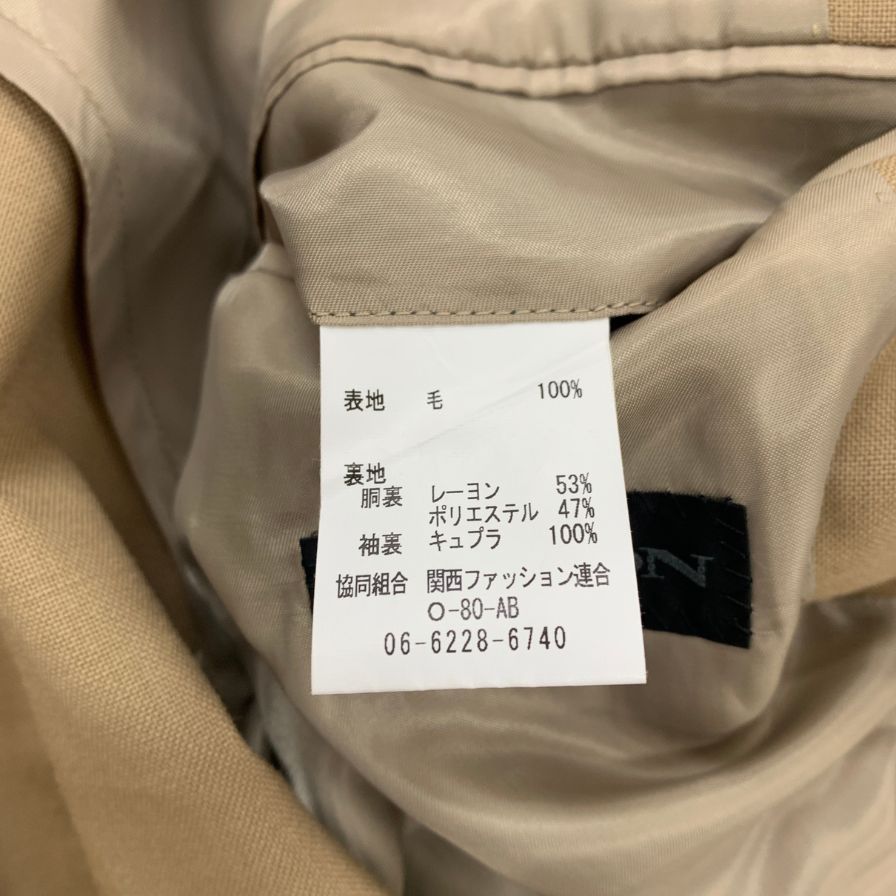 表地 毛 100%
裏地
胴裏 レーヨン 53%
ポリエステル 47%
袖裏 キュプラ 100%
協同組合 関西ファッション連合
O-80-AB
06-6228-6740
ON